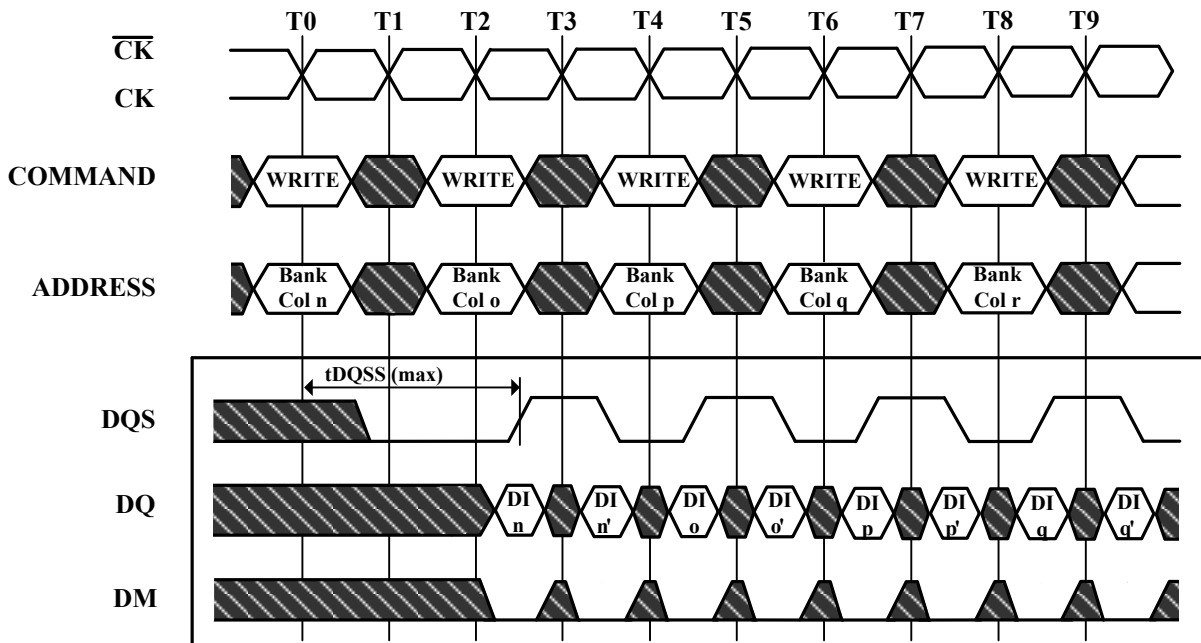 T0 T1 T2 T3 T4 T5 T6 T7 T8 T9
CK
CK
COMMAND WRITE WRITE WRITE WRITE WRITE
ADDRESS Bank Bank Bank Bank Bank
Col n Col o Col p Col q Col r
tDQSS (max)
DQS
DQ DI DI DI DI DI DI DI DI
n n' o o' p p' q q'
DM